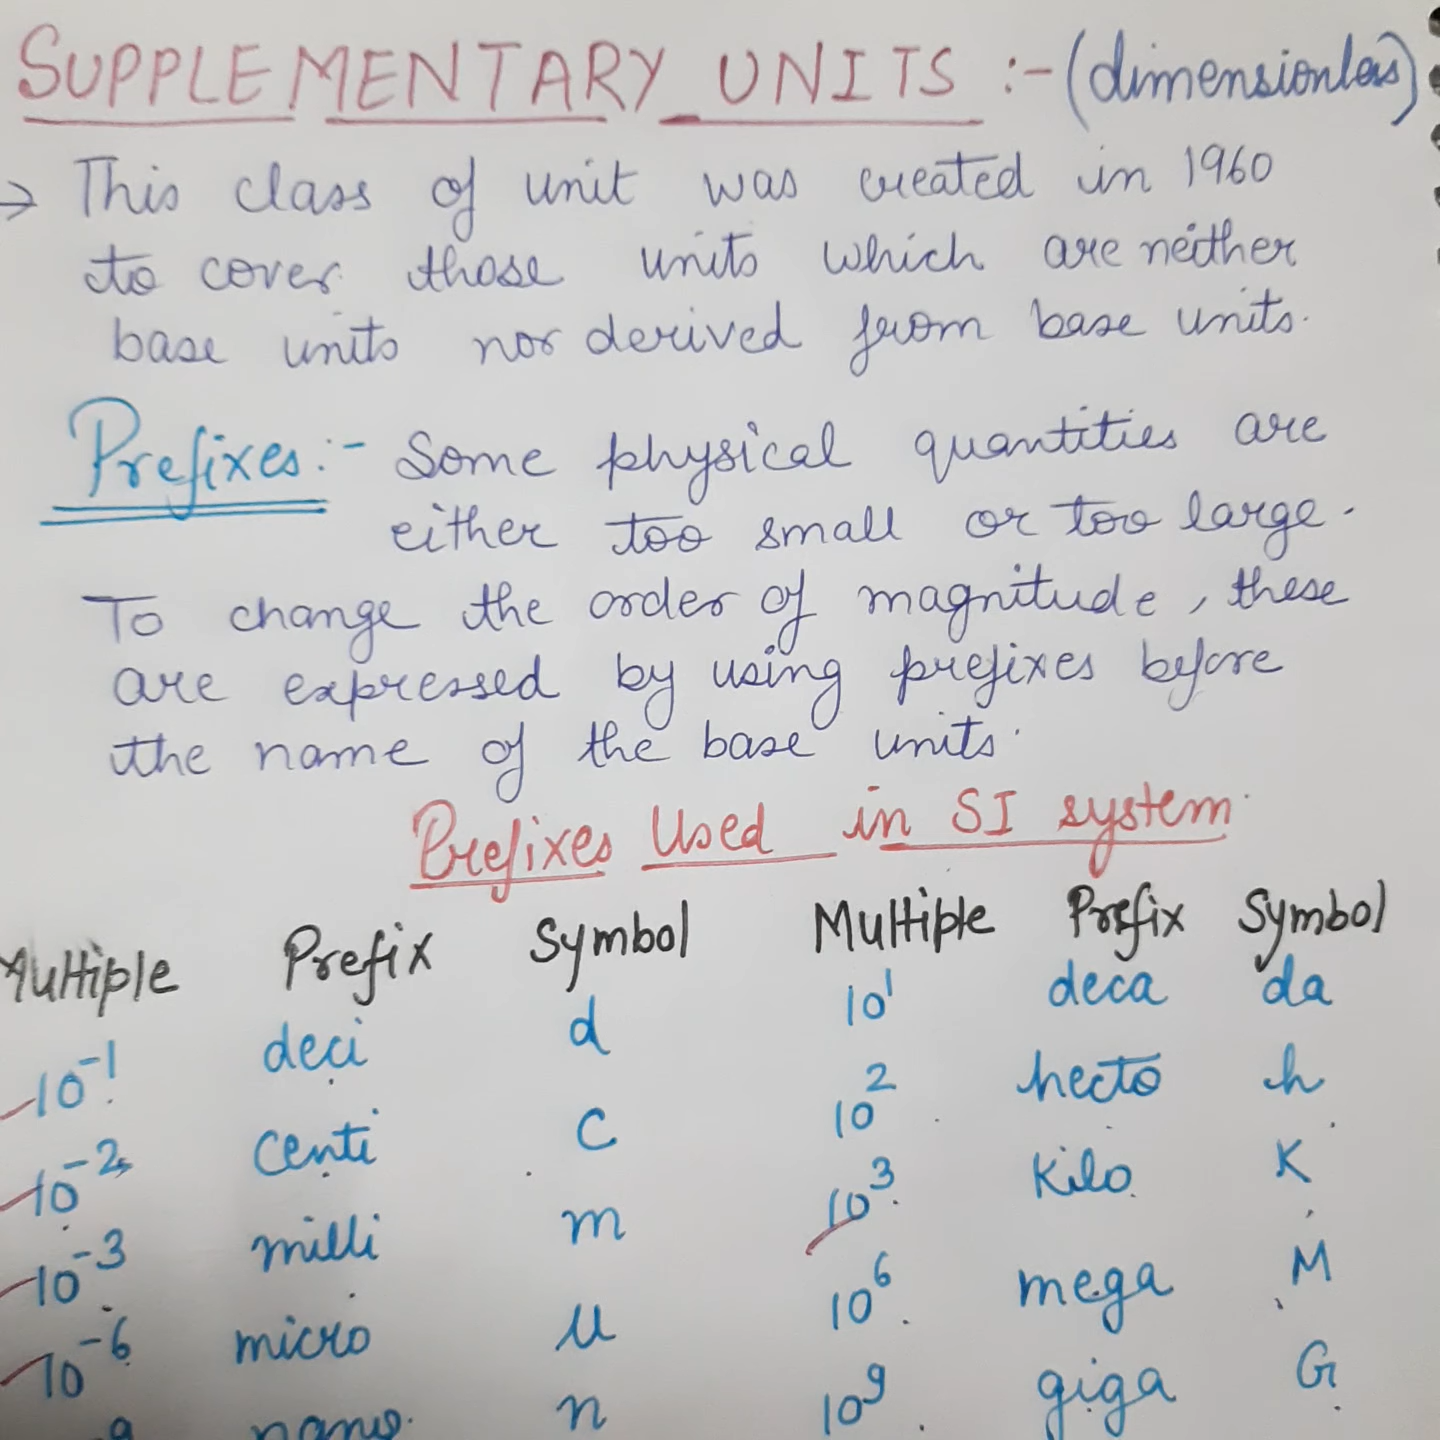 SUPPLEMENTARY UNITS :- (dimensionless)
→ This class of unit was created in 1960
to cover those units which are neither
base units nor derived from base units.
Prefixes :- Some physical quantities are
either too small or too large.
To change the order of magnitude, these
are expressed by using prefixes before
the name of the base units.
Prefixes Used in SI system
Multiple Prefix Symbol Multiple Prefix Symbol
10⁻¹ deci d 10¹ deca da
10⁻² centi c 10² hecto h
10⁻³ milli m 10³ Kilo K
10⁻⁶ micro µ 10⁶ mega M
nano n 10⁹ giga G